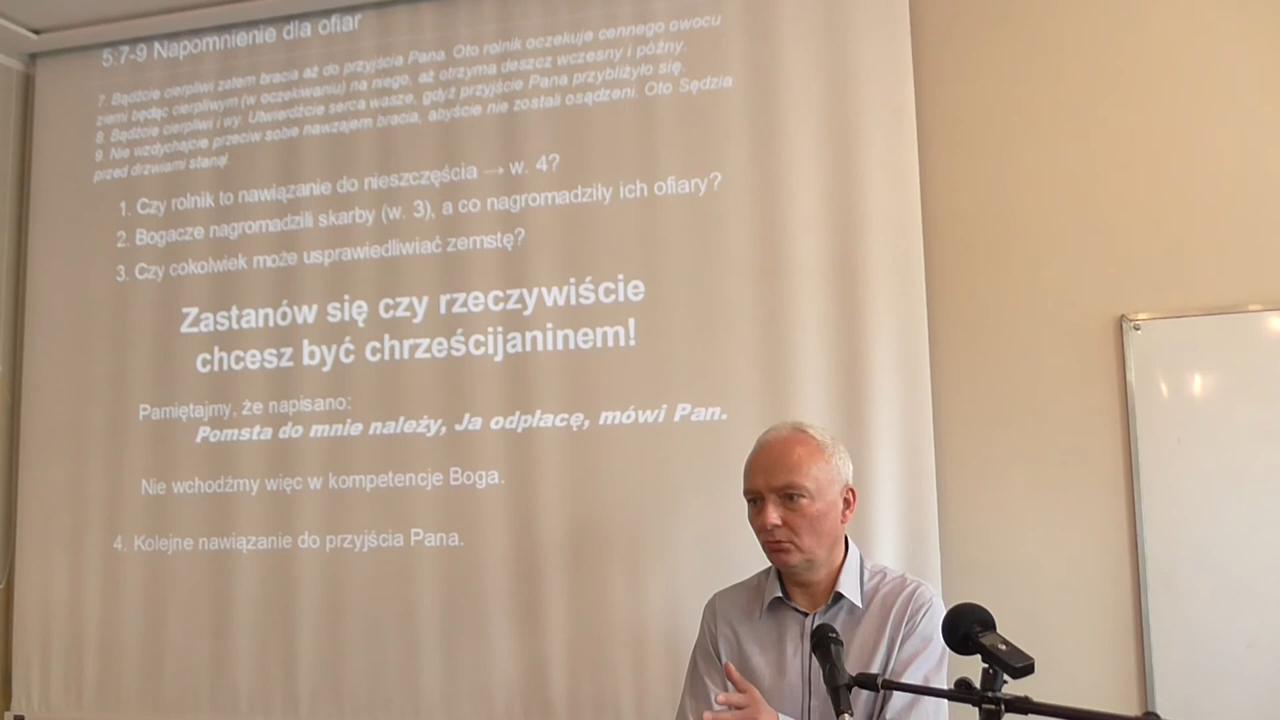 5:7-9 Napomnienie dla ofiar
7. Bądźcie cierpliwi zatem bracia aż do przyjścia Pana. Oto rolnik oczekuje cennego owocu
ziemi będąc cierpliwym (w oczekiwaniu) na niego, aż otrzyma deszcz wczesny i późny.
8. Bądźcie cierpliwi i wy. Utwierdźcie serca wasze, gdyż przyjście Pana przybliżyło się.
9. Nie wzdychajcie przeciw sobie nawzajem bracia, abyście nie zostali osądzeni. Oto Sędzia
przed drzwiami stanął.
1. Czy rolnik to nawiązanie do nieszczęścia → w. 4?
2. Bogacze nagromadzili skarby (w. 3), a co nagromadziły ich ofiary?
3. Czy cokolwiek może usprawiedliwiać zemstę?
Zastanów się czy rzeczywiście
chcesz być chrześcijaninem!
Pamiętajmy, że napisano:
Pomsta do mnie należy, Ja odpłacę, mówi Pan.
Nie wchodźmy więc w kompetencje Boga.
4. Kolejne nawiązanie do przyjścia Pana.